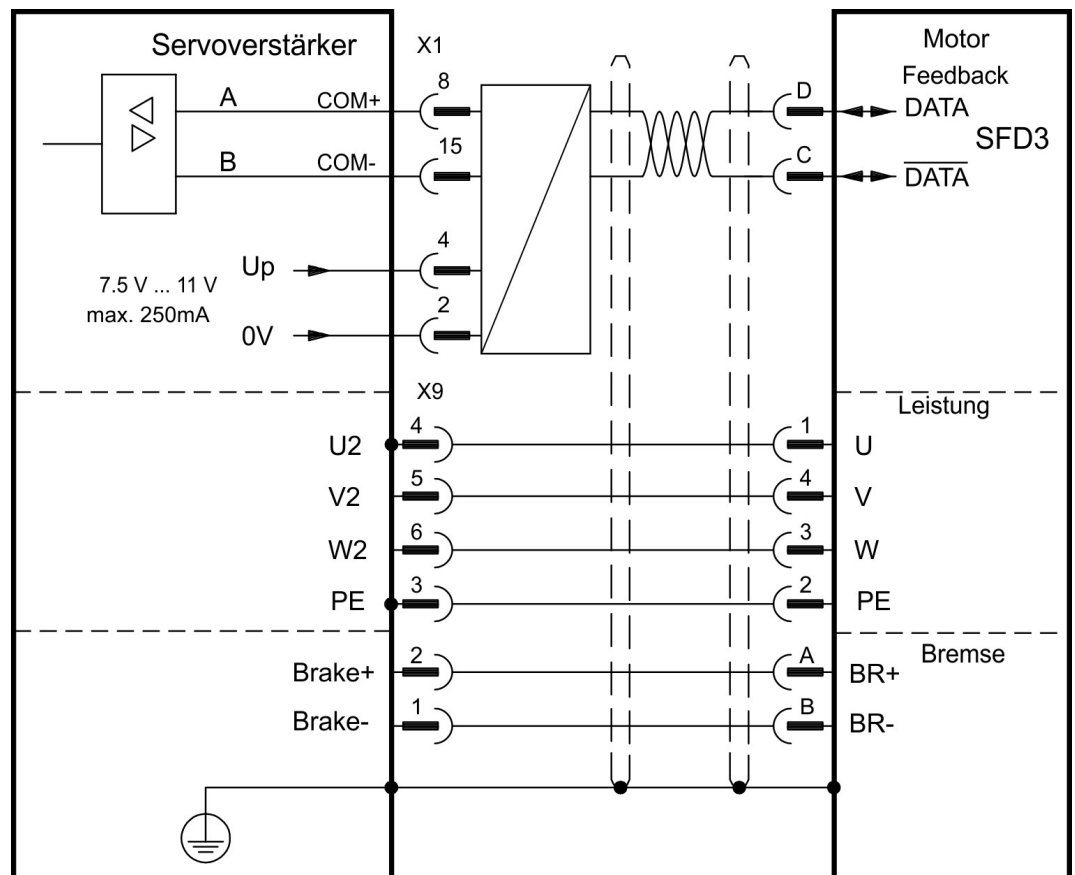 Servoverstärker
X1
Motor
Feedback
SFD3
A
COM+
8
D
DATA
B
COM-
15
C
DATA
Up
4
7.5 V ... 11 V
max. 250mA
0V
2
X9
Leistung
U2
4
1
U
V2
5
4
V
W2
6
3
W
PE
3
2
PE
Bremse
Brake+
2
A
BR+
Brake-
1
B
BR-